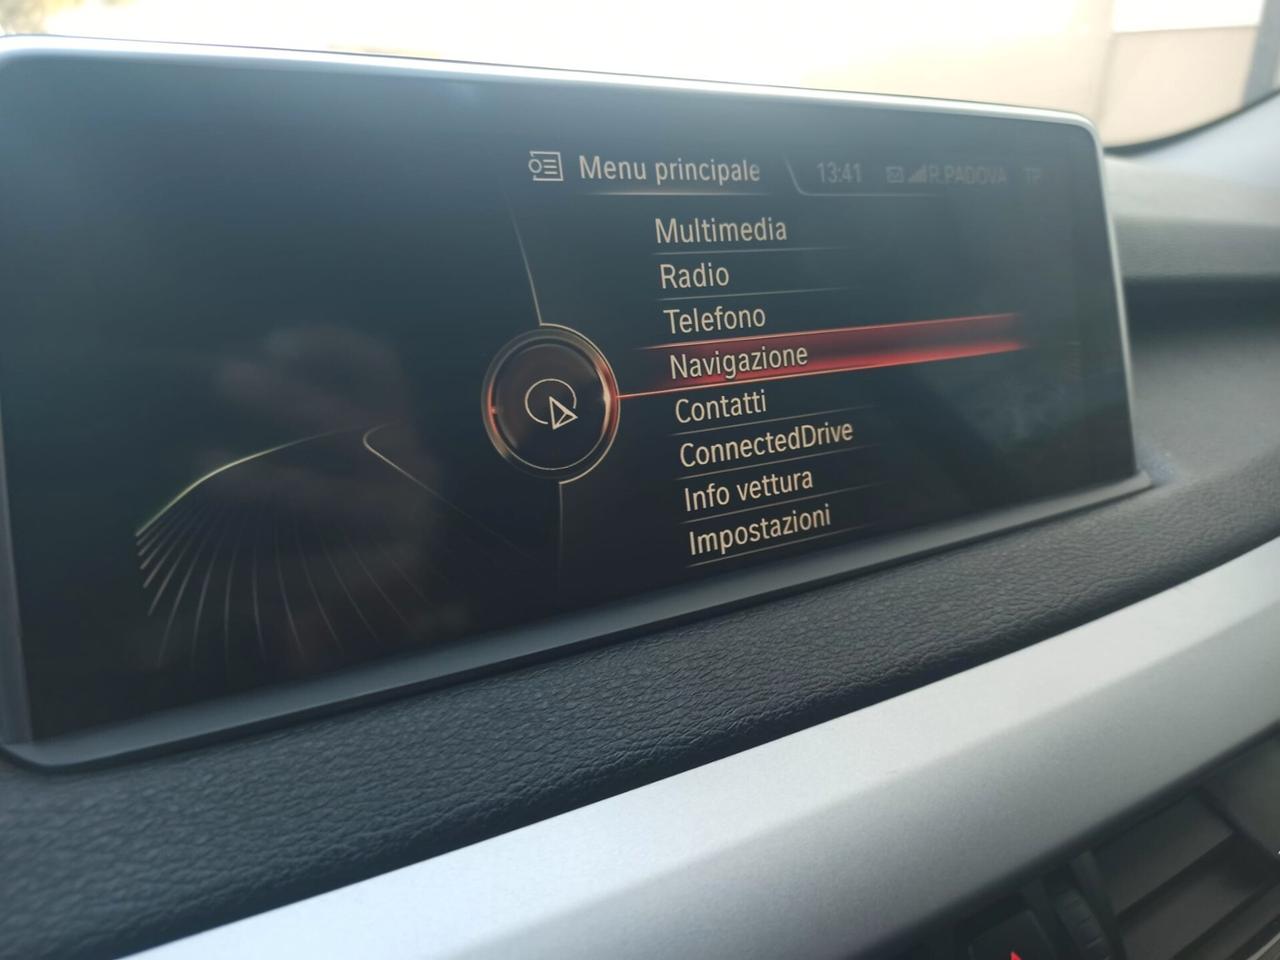 Menu principale 13:41 R.PADOVA TP
Multimedia
Radio
Telefono
Navigazione
Contatti
ConnectedDrive
Info vettura
Impostazioni